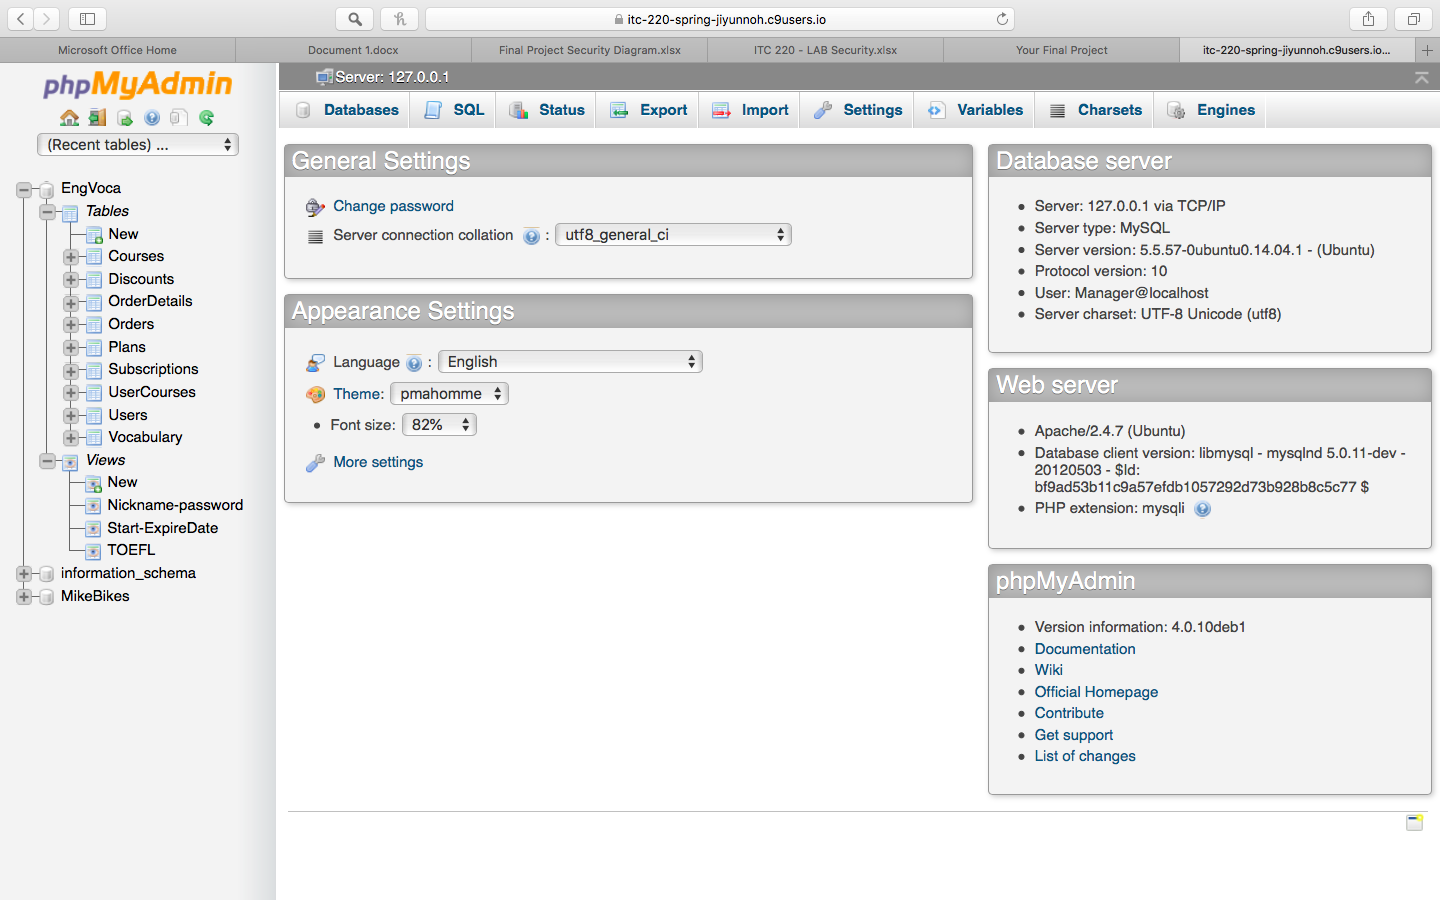 itc-220-spring-jiyunnoh.c9users.io
Microsoft Office Home
Document 1.docx
Final Project Security Diagram.xlsx
ITC 220 - LAB Security.xlsx
Your Final Project
itc-220-spring-jiyunnoh.c9users.io...
phpMyAdmin
(Recent tables) ...
EngVoca
Tables
New
Courses
Discounts
OrderDetails
Orders
Plans
Subscriptions
UserCourses
Users
Vocabulary
Views
New
Nickname-password
Start-ExpireDate
TOEFL
information_schema
MikeBikes
Server: 127.0.0.1
Databases
SQL
Status
Export
Import
Settings
Variables
Charsets
Engines
General Settings
Change password
Server connection collation : utf8_general_ci
Appearance Settings
Language : English
Theme: pmahomme
Font size: 82%
More settings
Database server
Server: 127.0.0.1 via TCP/IP
Server type: MySQL
Server version: 5.5.57-0ubuntu0.14.04.1 - (Ubuntu)
Protocol version: 10
User: Manager@localhost
Server charset: UTF-8 Unicode (utf8)
Web server
Apache/2.4.7 (Ubuntu)
Database client version: libmysql - mysqlnd 5.0.11-dev -
20120503 - $Id:
bf9ad53b11c9a57efdb1057292d73b928b8c5c77 $
PHP extension: mysqli
phpMyAdmin
Version information: 4.0.10deb1
Documentation
Wiki
Official Homepage
Contribute
Get support
List of changes